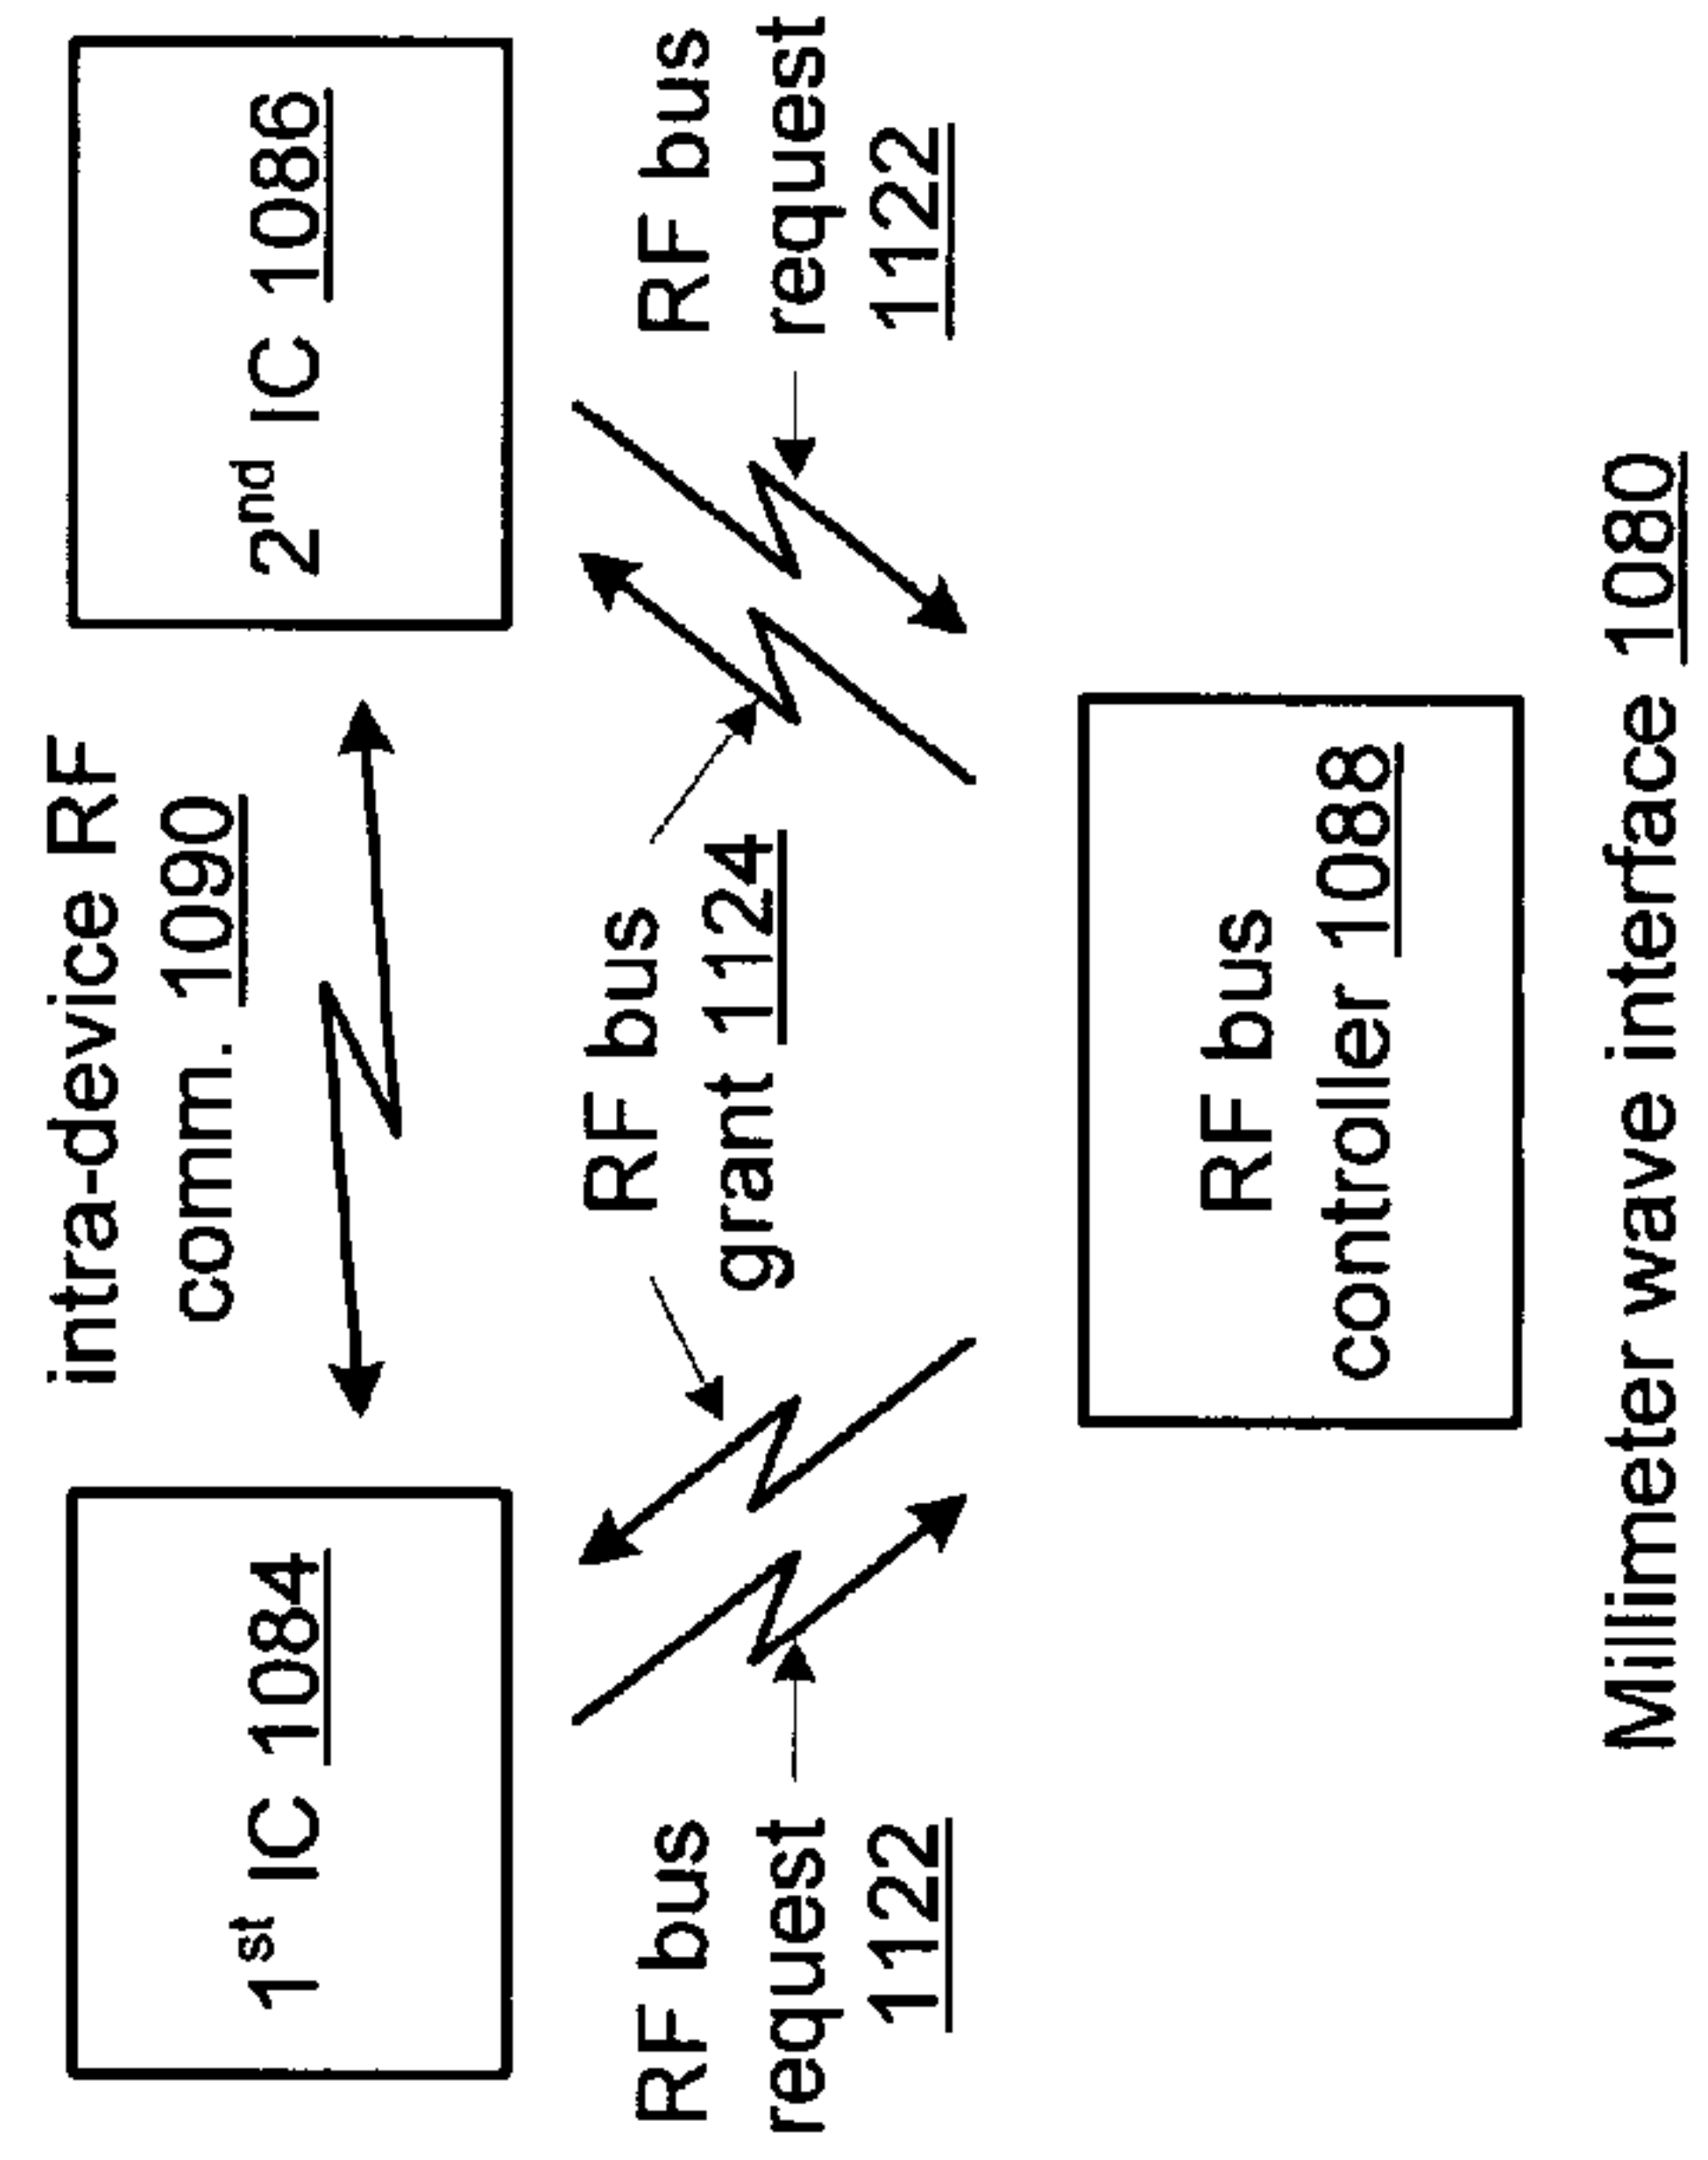 intra-device RF
comm. 1090
1st IC 1084
2nd IC 1086
RF bus
request
1122
RF bus
grant 1124
RF bus
request
1122
RF bus
controller 1088
Millimeter wave interface 1080